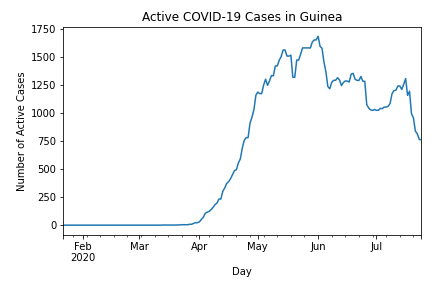 Active COVID-19 Cases in Guinea
Number of Active Cases
1750
1500
1250
1000
750
500
250
0
Feb
2020
Mar
Apr
May
Jun
Jul
Day